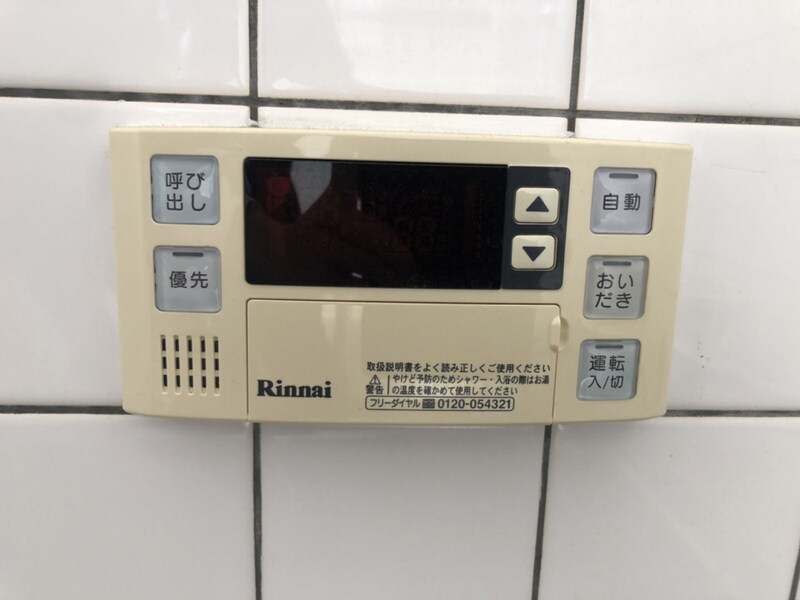 呼び
出し
優先
▲
▼
自動
おい
だき
運転
入/切
Rinnai
取扱説明書をよく読み正しくご使用ください
⚠ 警告
やけど予防のためシャワー・入浴の際はお湯
の温度を確かめて使用してください
フリーダイヤル 0120-054321